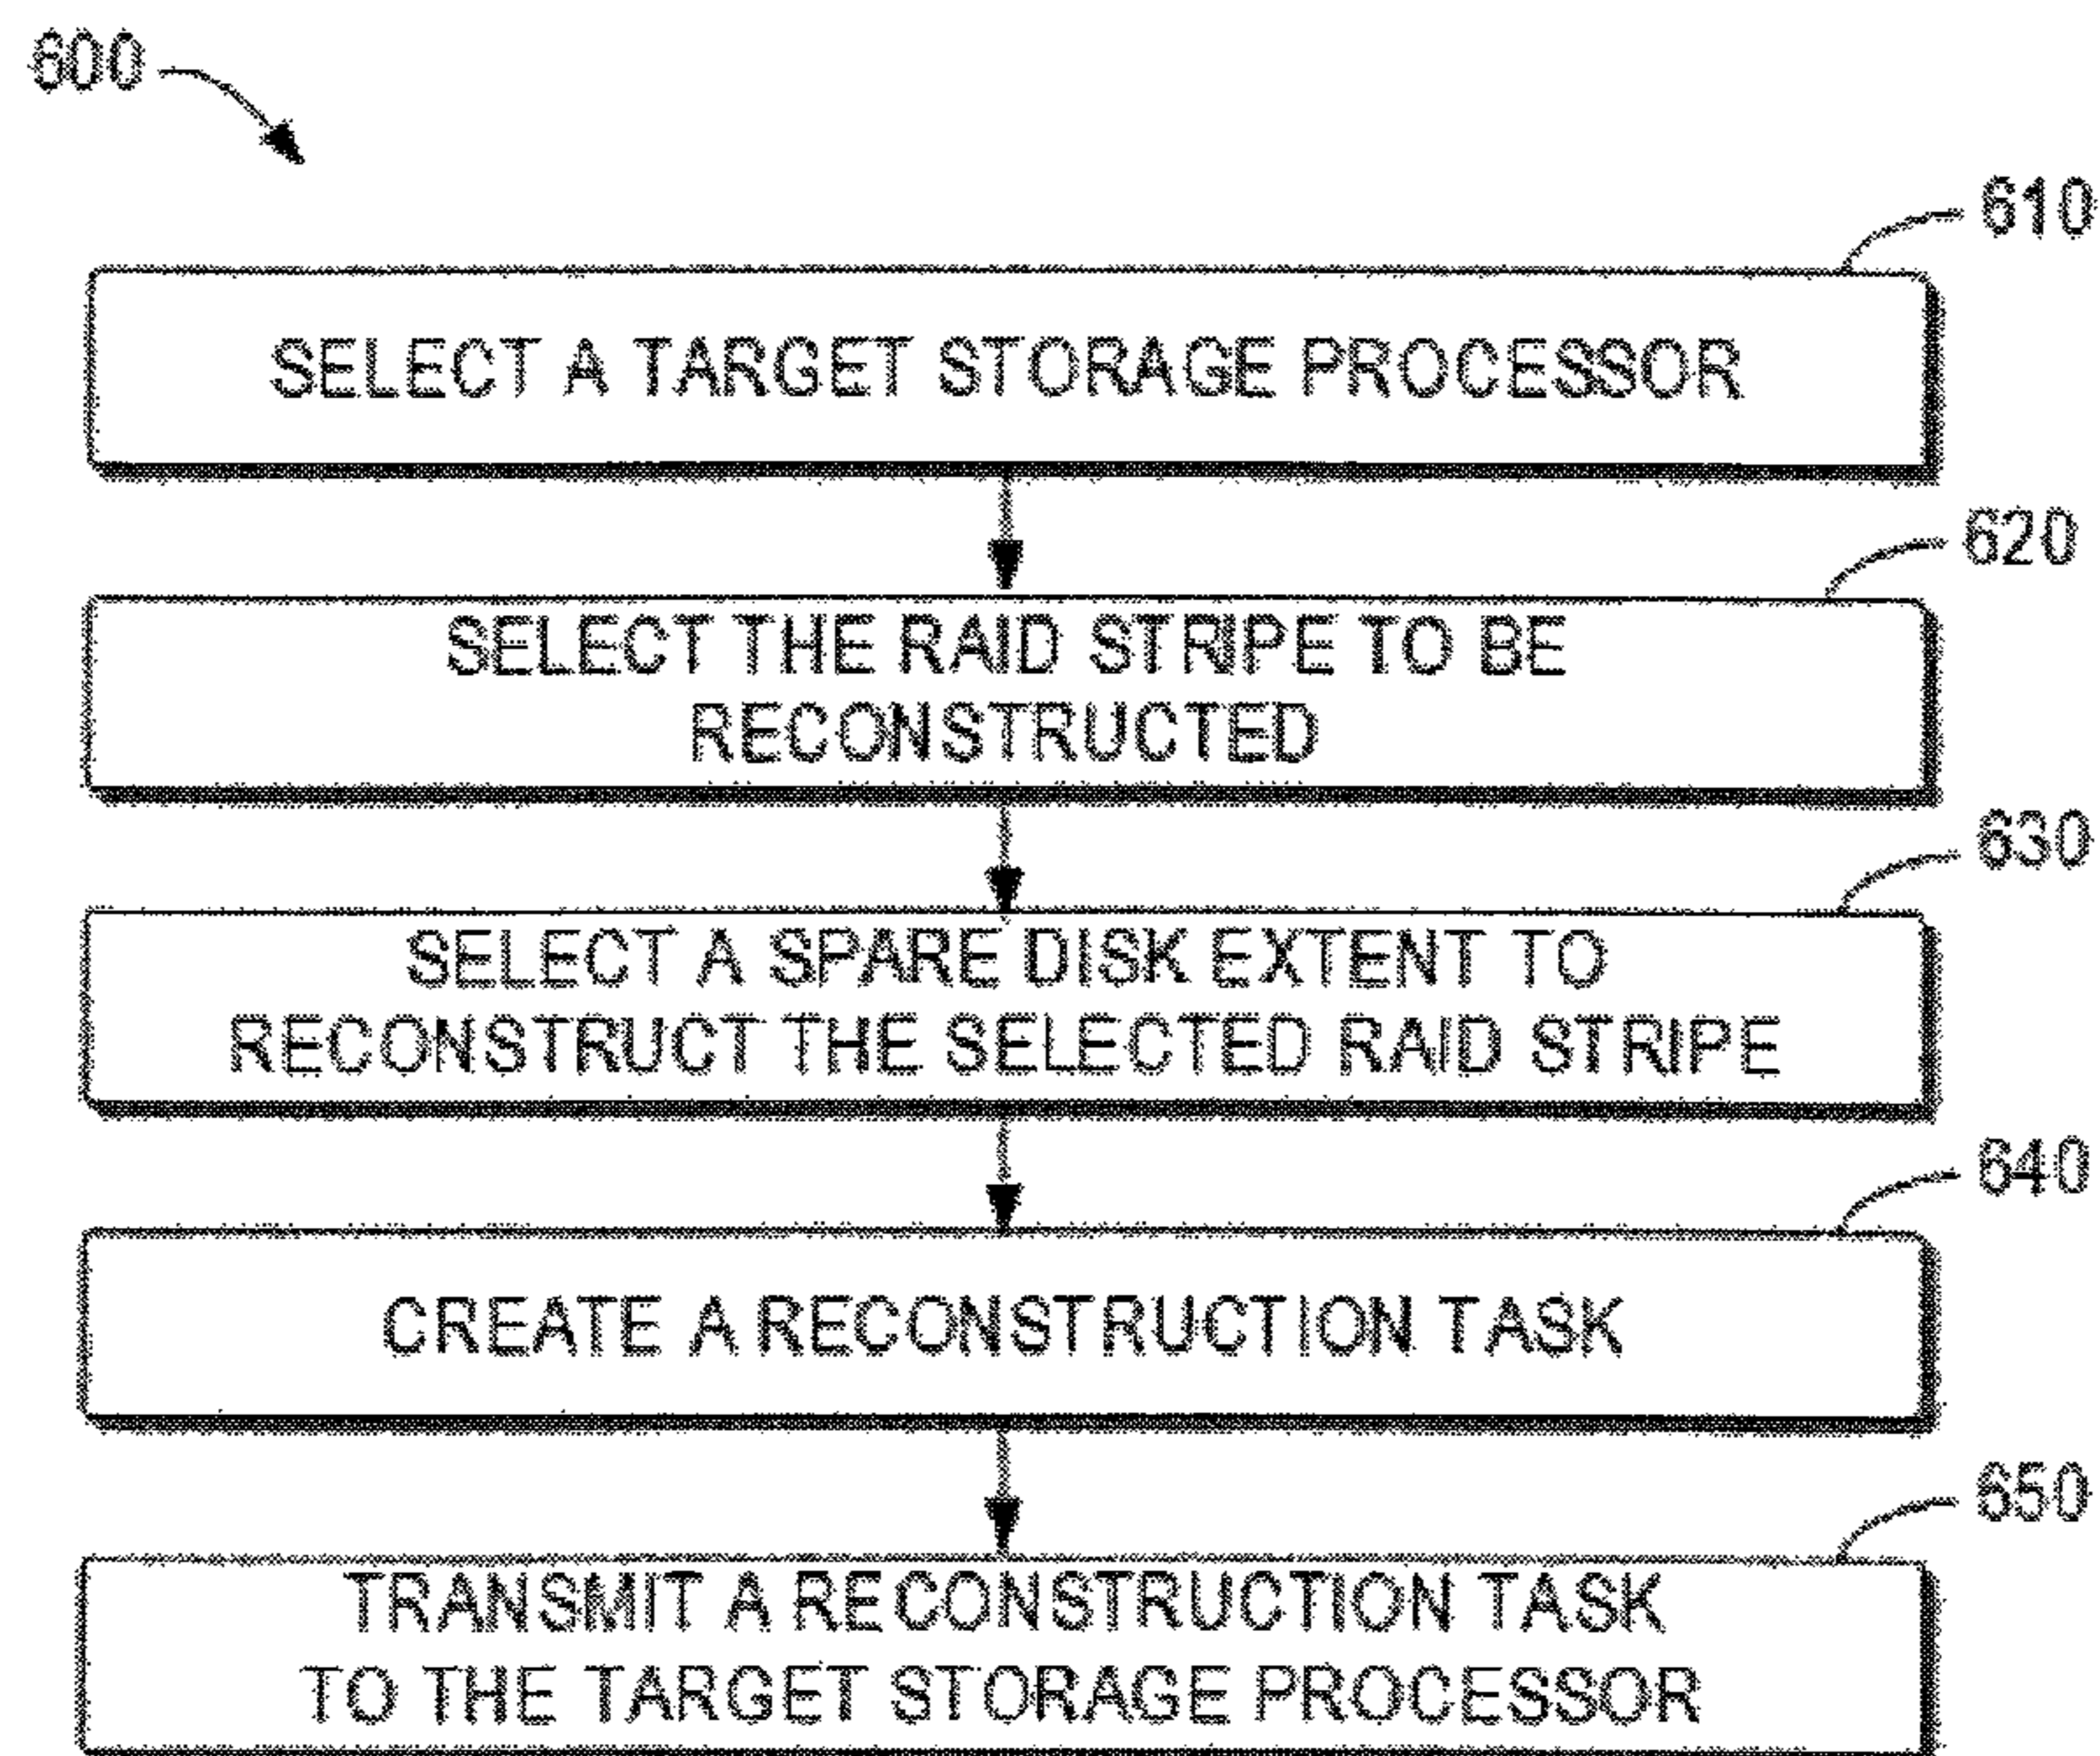 600
610
SELECT A TARGET STORAGE PROCESSOR
620
SELECT THE RAID STRIPE TO BE
RECONSTRUCTED
630
SELECT A SPARE DISK EXTENT TO
RECONSTRUCT THE SELECTED RAID STRIPE
640
CREATE A RECONSTRUCTION TASK
650
TRANSMIT A RECONSTRUCTION TASK
TO THE TARGET STORAGE PROCESSOR